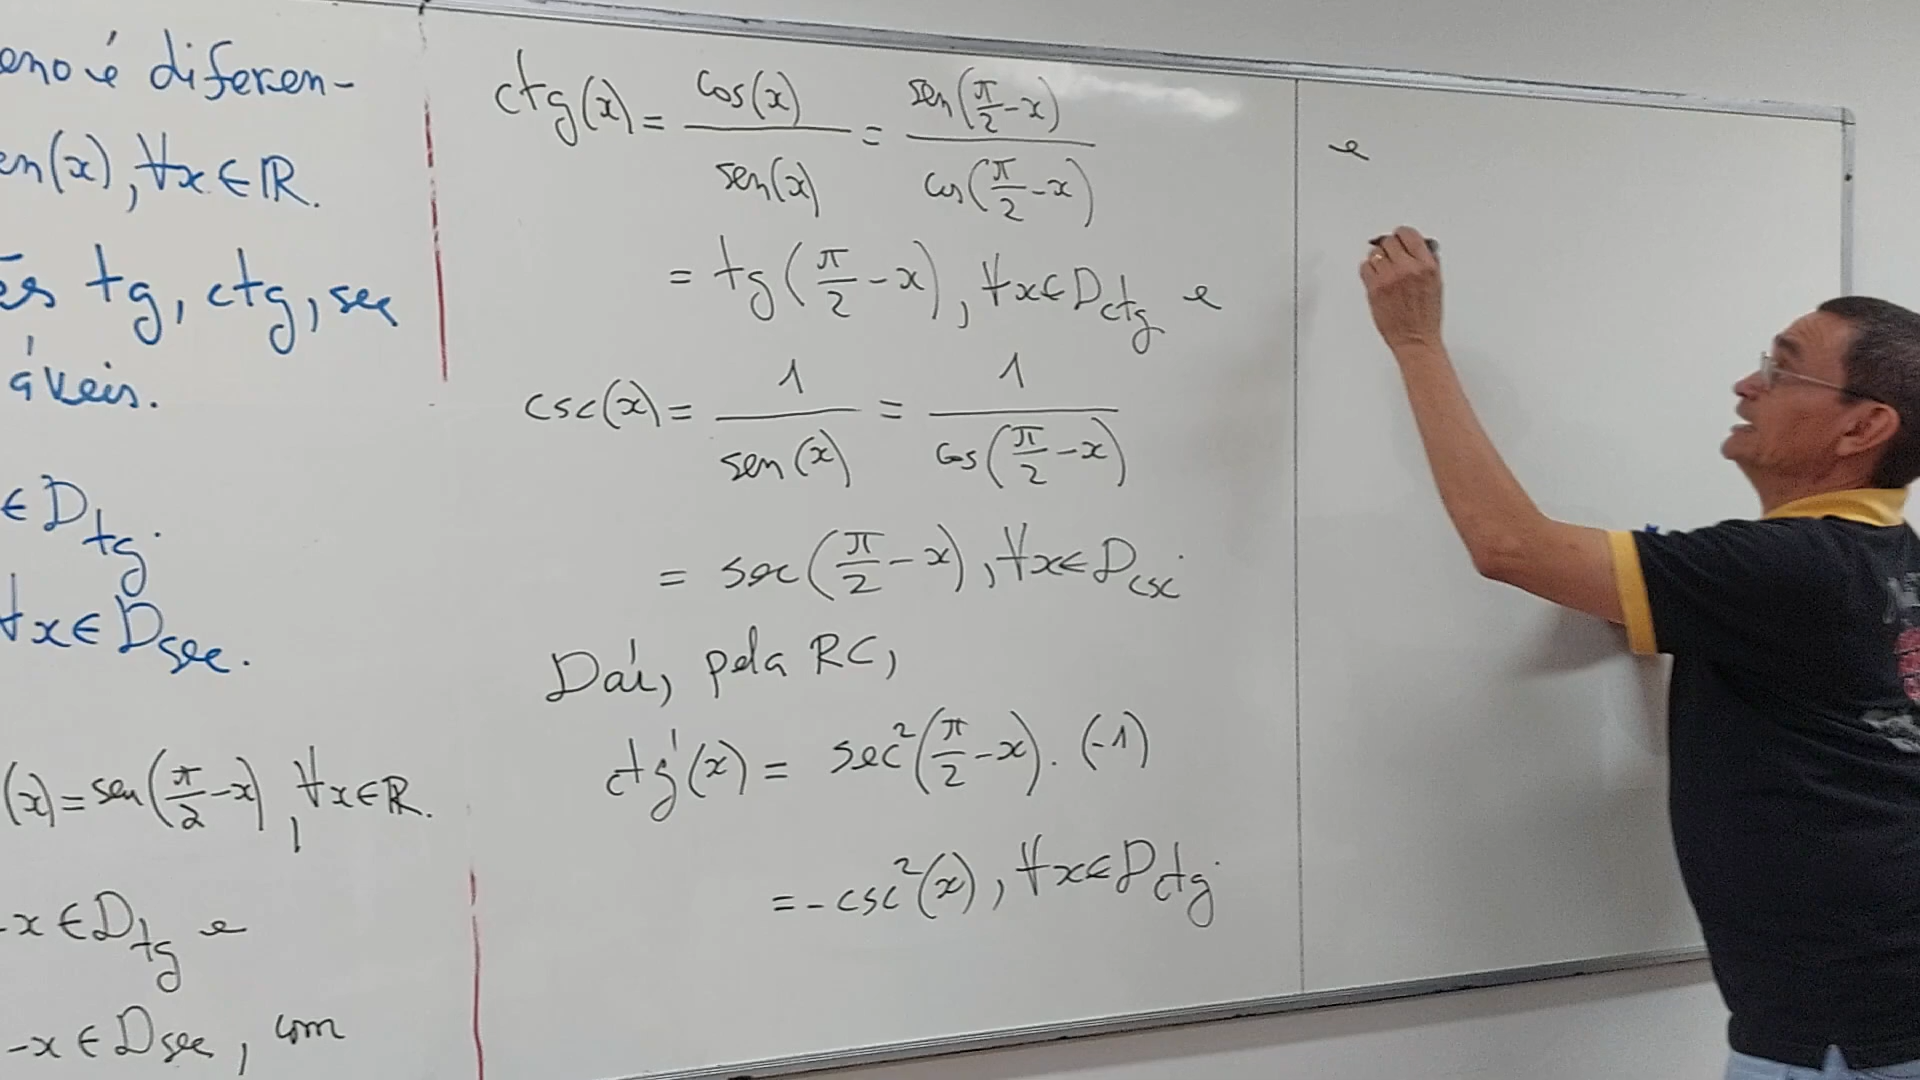 eno é diferen-
en(x), ∀x ∈ ℝ.
es tg, ctg, sec
áveis.
∈ D_tg.
∀x ∈ D_sec.
(x) = sen(π/2 - x), ∀x ∈ ℝ.
-x ∈ D_tg e
-x ∈ D_sec, com
ctg(x) = cos(x)/sen(x) = sen(π/2 - x)/cos(π/2 - x)
= tg(π/2 - x), ∀x ∈ D_ctg e
csc(x) = 1/sen(x) = 1/cos(π/2 - x)
= sec(π/2 - x), ∀x ∈ D_csc.
Daí, pela RC,
ctg'(x) = sec²(π/2 - x) . (-1)
= -csc²(x), ∀x ∈ D_ctg
e